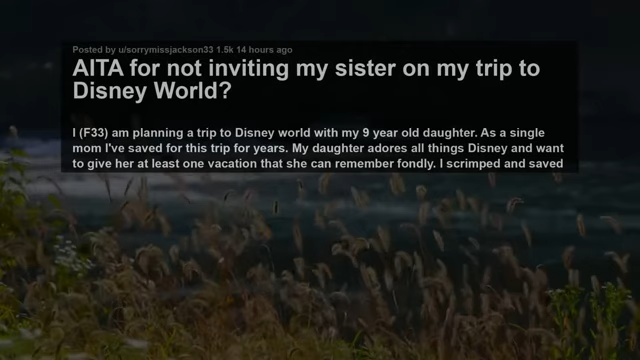 Posted by u/sorrymissjackson33 1.5k 14 hours ago
AITA for not inviting my sister on my trip to
Disney World?
I (F33) am planning a trip to Disney world with my 9 year old daughter. As a single
mom I've saved for this trip for years. My daughter adores all things Disney and want
to give her at least one vacation that she can remember fondly. I scrimped and saved